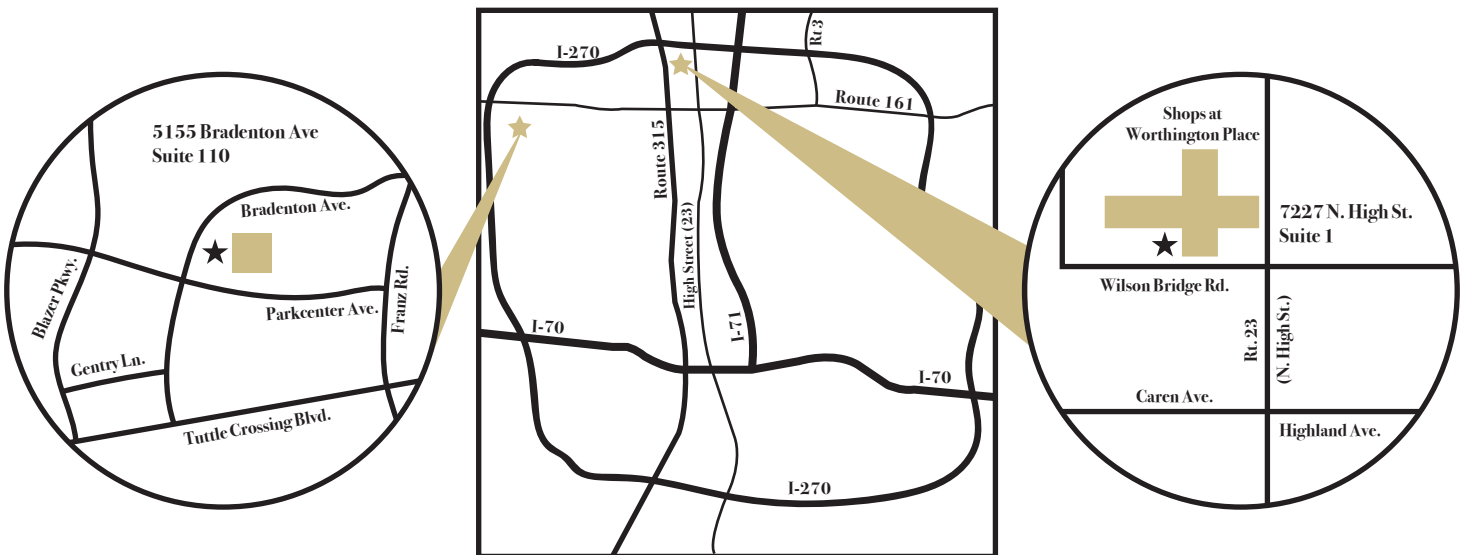 5155 Bradenton Ave
Suite 110
Bradenton Ave.
Blazer Pkwy.
Parkcenter Ave.
Franz Rd.
Gentry Ln.
Tuttle Crossing Blvd.
I-270
Rt 3
Route 161
Route 315
High Street (23)
I-71
I-70
I-70
I-270
Shops at
Worthington Place
7227 N. High St.
Suite 1
Wilson Bridge Rd.
Rt. 23
(N. High St.)
Caren Ave.
Highland Ave.